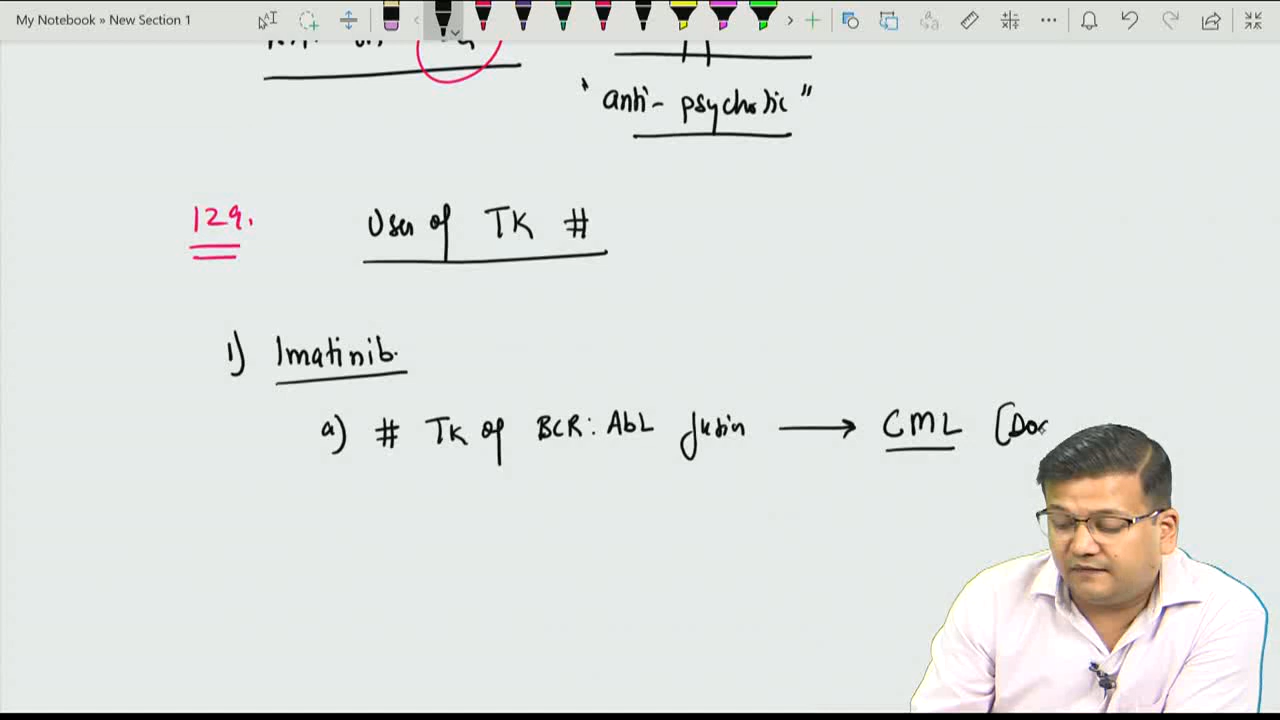 My Notebook » New Section 1
"anti-psychotic"
129.
Uses of TK #
1) Imatinib.
a) # TK of BCR: AbL fusion → CML (Doc